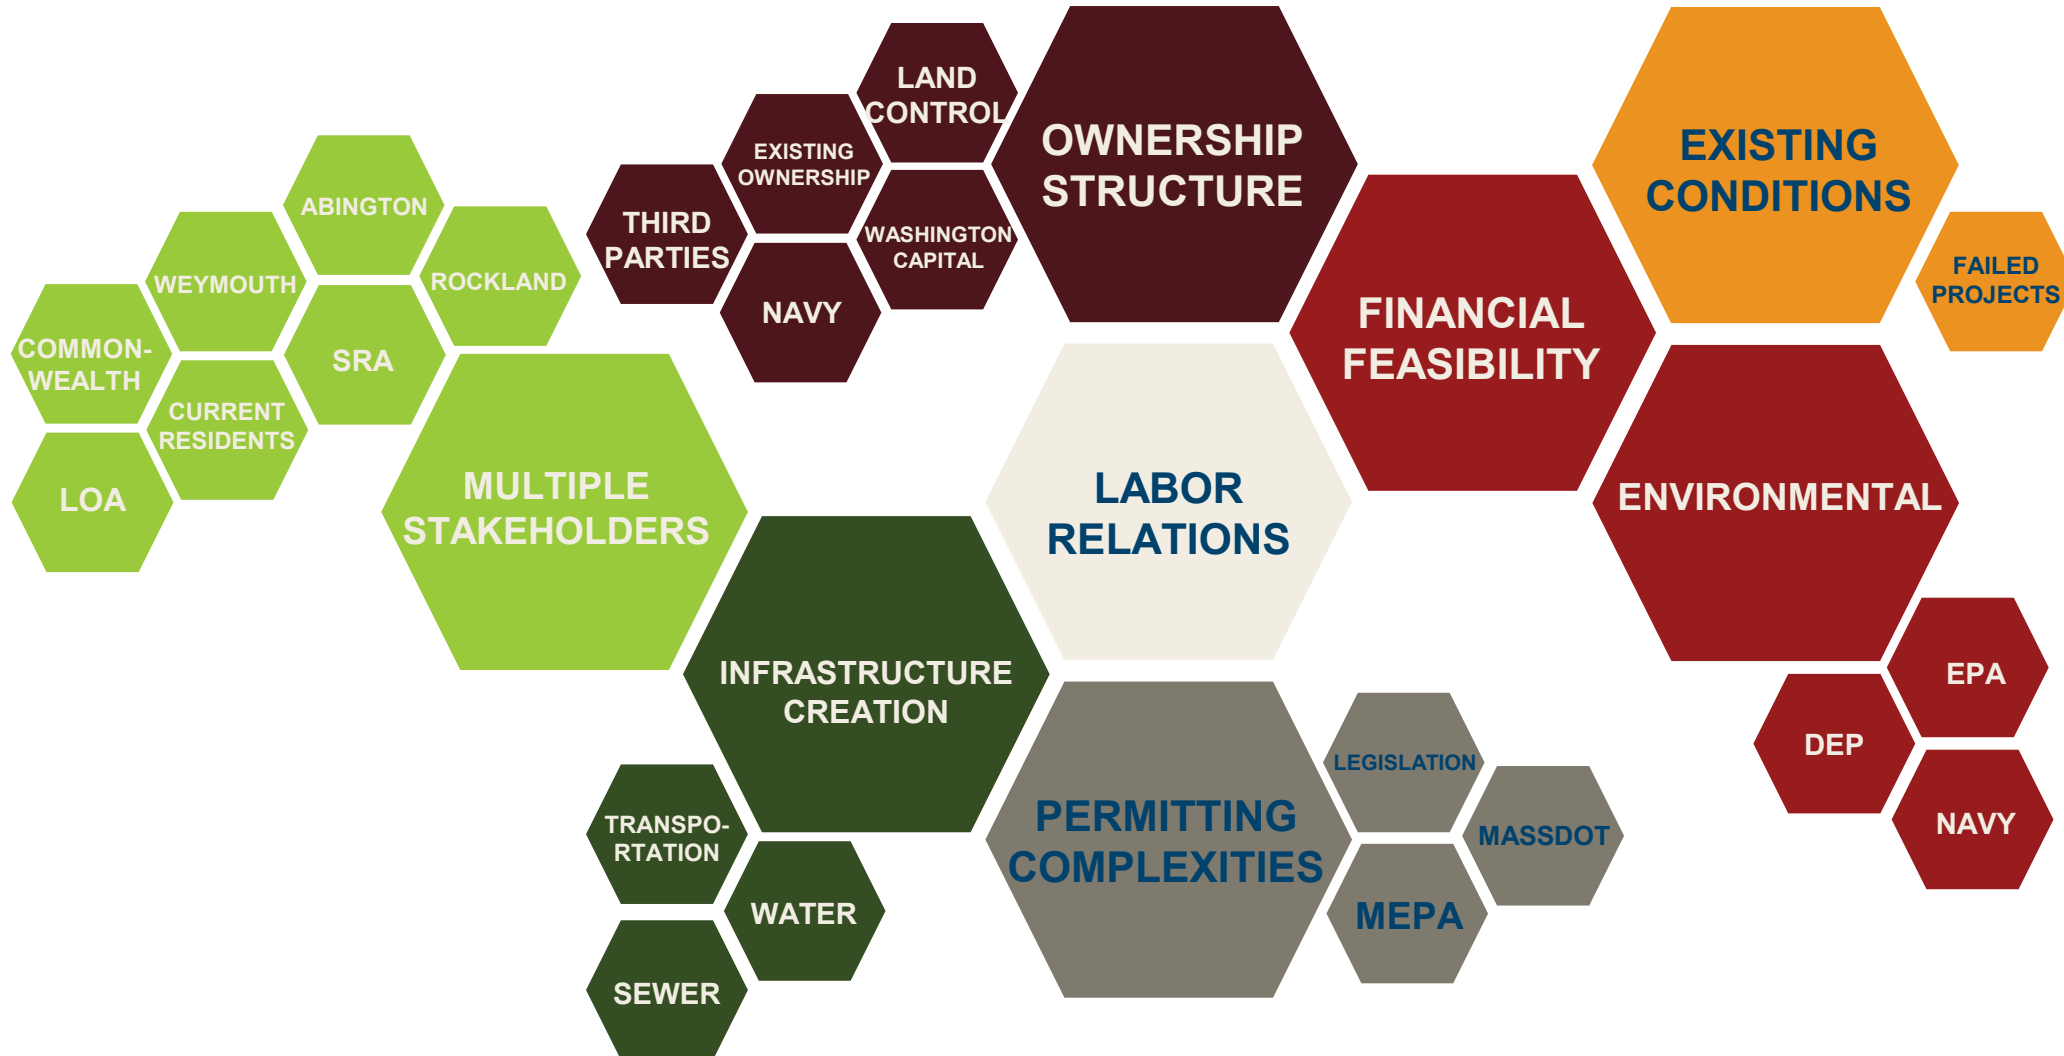 LAND
CONTROL
OWNERSHIP
STRUCTURE
EXISTING
CONDITIONS
EXISTING
OWNERSHIP
THIRD
PARTIES
WASHINGTON
CAPITAL
NAVY
ABINGTON
WEYMOUTH
ROCKLAND
COMMON-
WEALTH
SRA
CURRENT
RESIDENTS
LOA
MULTIPLE
STAKEHOLDERS
FINANCIAL
FEASIBILITY
FAILED
PROJECTS
LABOR
RELATIONS
ENVIRONMENTAL
INFRASTRUCTURE
CREATION
EPA
DEP
NAVY
TRANSPO-
RTATION
WATER
SEWER
PERMITTING
COMPLEXITIES
LEGISLATION
MASSDOT
MEPA